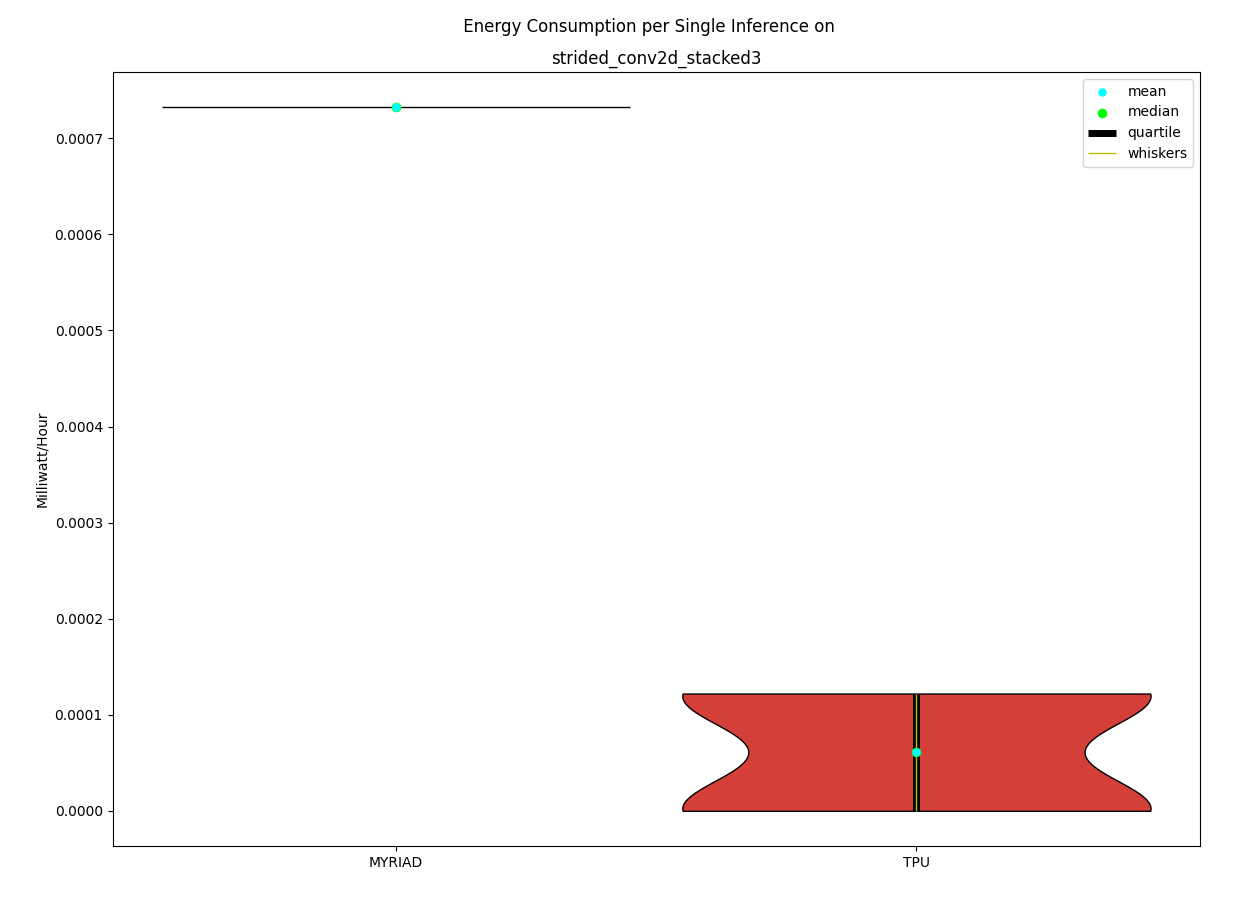 Energy Consumption per Single Inference on
strided_conv2d_stacked3
mean
median
quartile
whiskers
0.0007
0.0006
0.0005
0.0004
0.0003
0.0002
0.0001
0.0000
Milliwatt/Hour
MYRIAD
TPU